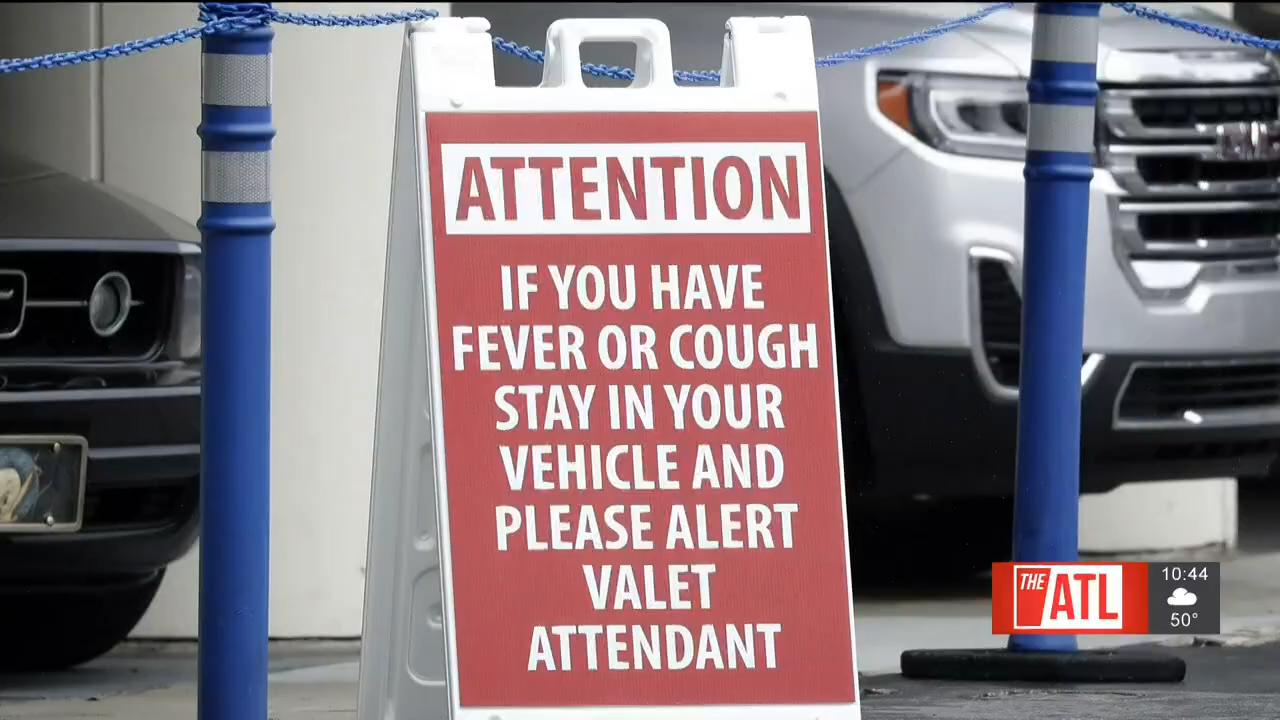 ATTENTION
IF YOU HAVE
FEVER OR COUGH
STAY IN YOUR
VEHICLE AND
PLEASE ALERT
VALET
ATTENDANT
GMC
THE ATL
10:44
50°